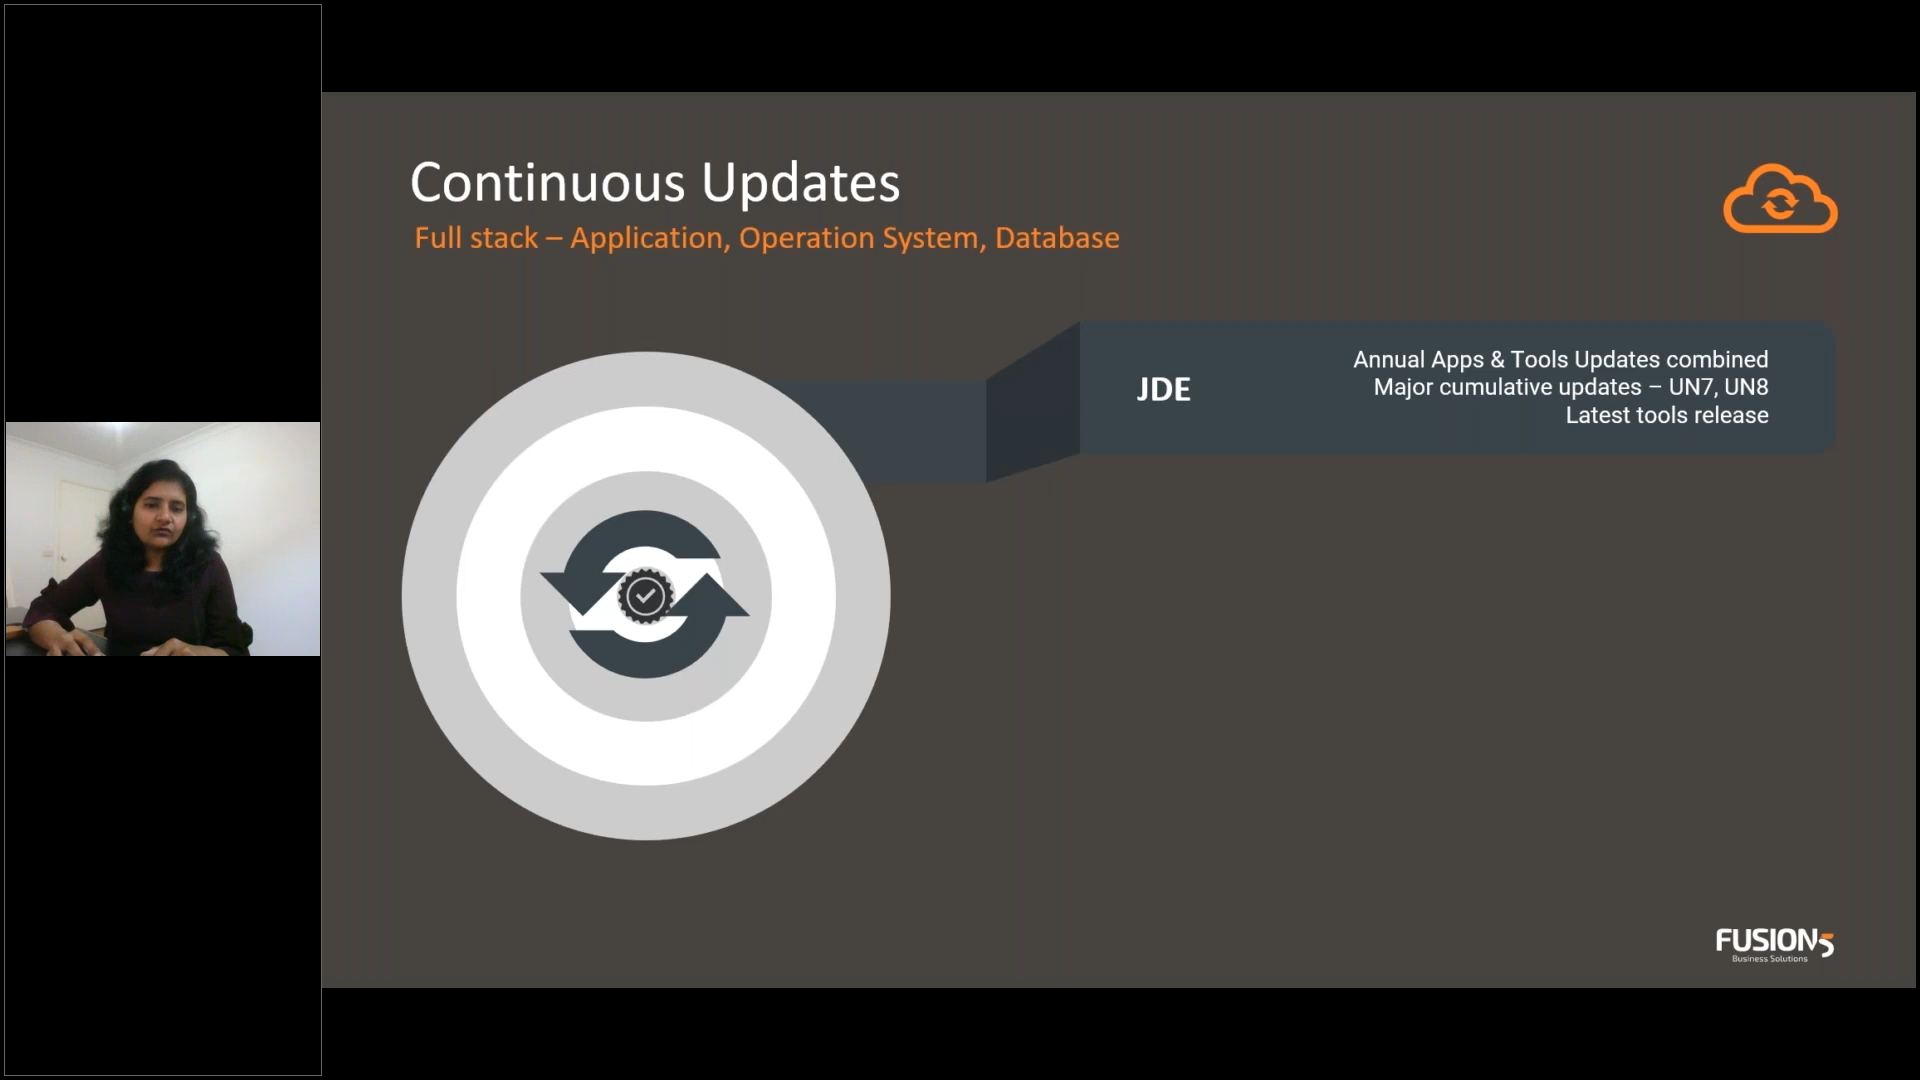 Continuous Updates
Full stack – Application, Operation System, Database
JDE
Annual Apps & Tools Updates combined
Major cumulative updates – UN7, UN8
Latest tools release
FUSION5
Business Solutions